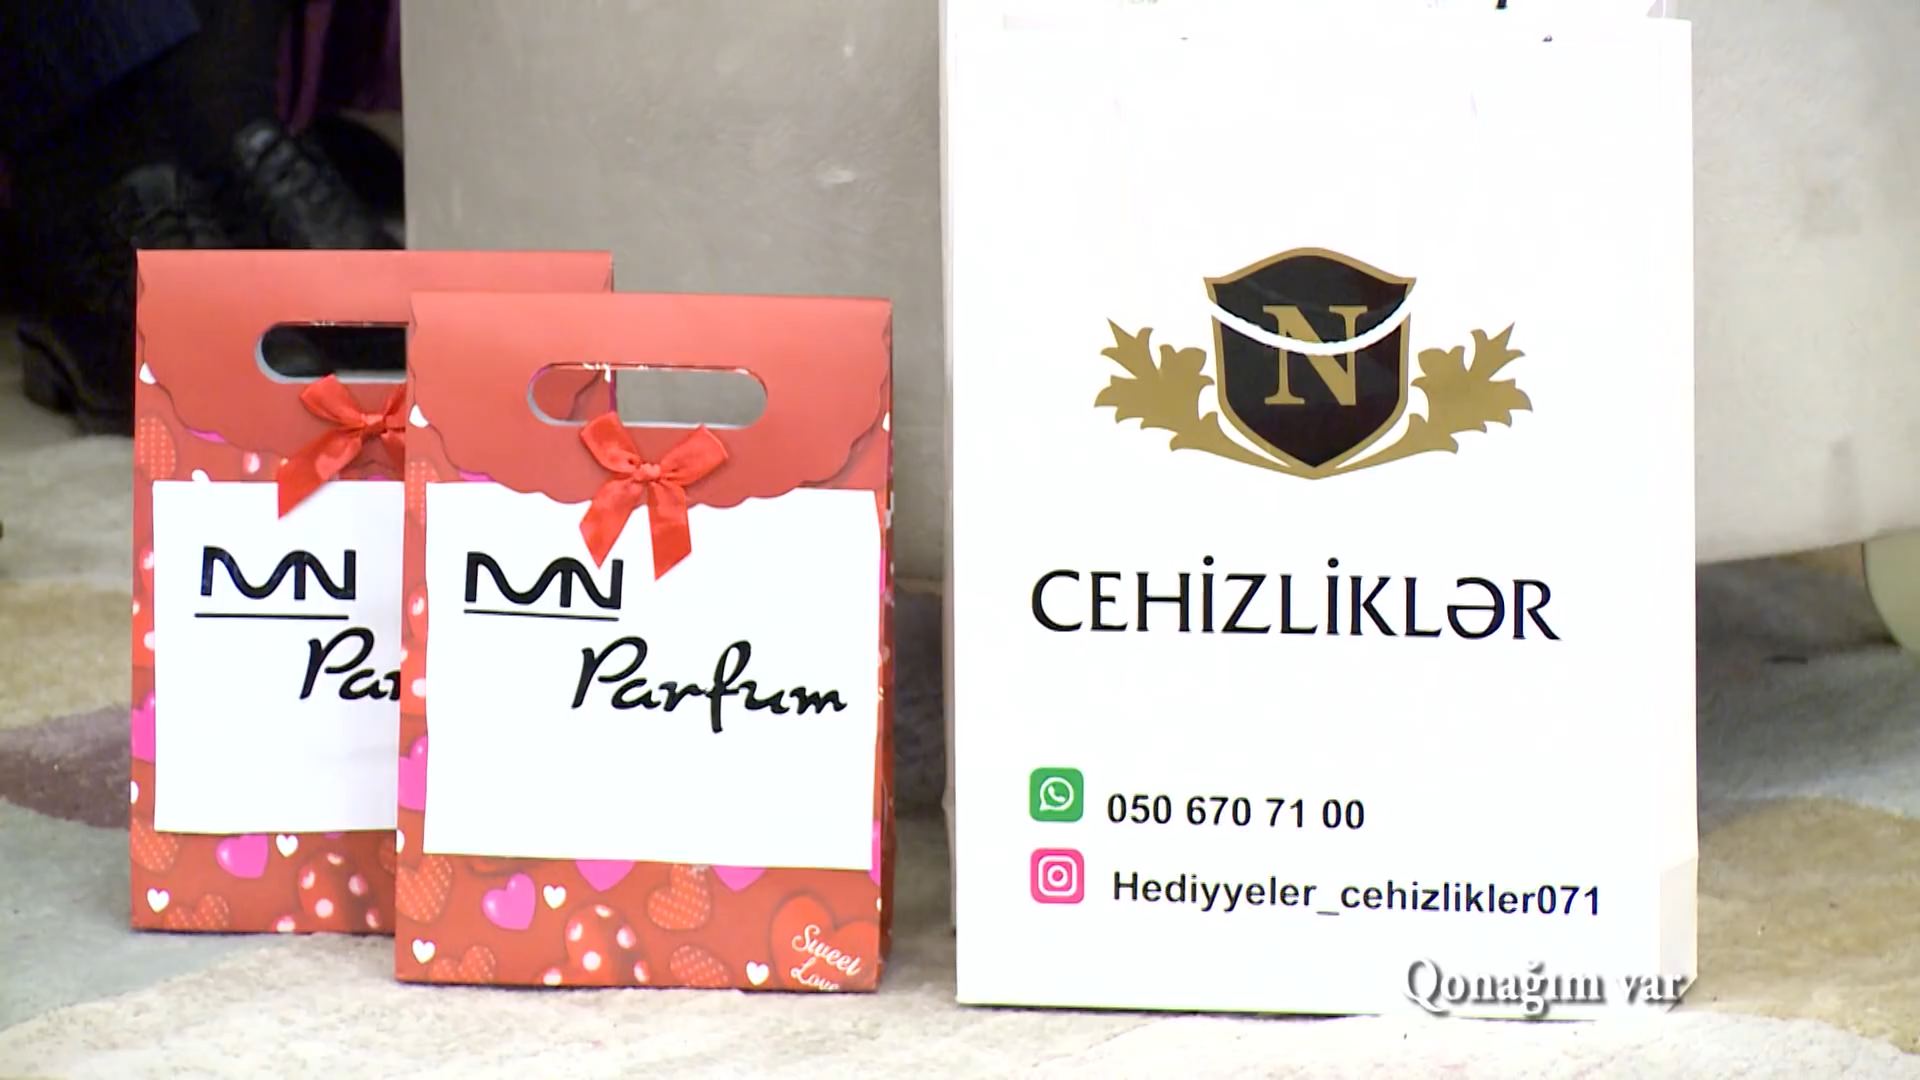 MN
Par
MN
Parfum
Sweet
Love
N
CEHİZLİKLƏR
050 670 71 00
Hediyyeler_cehizlikler071
Qonağım var